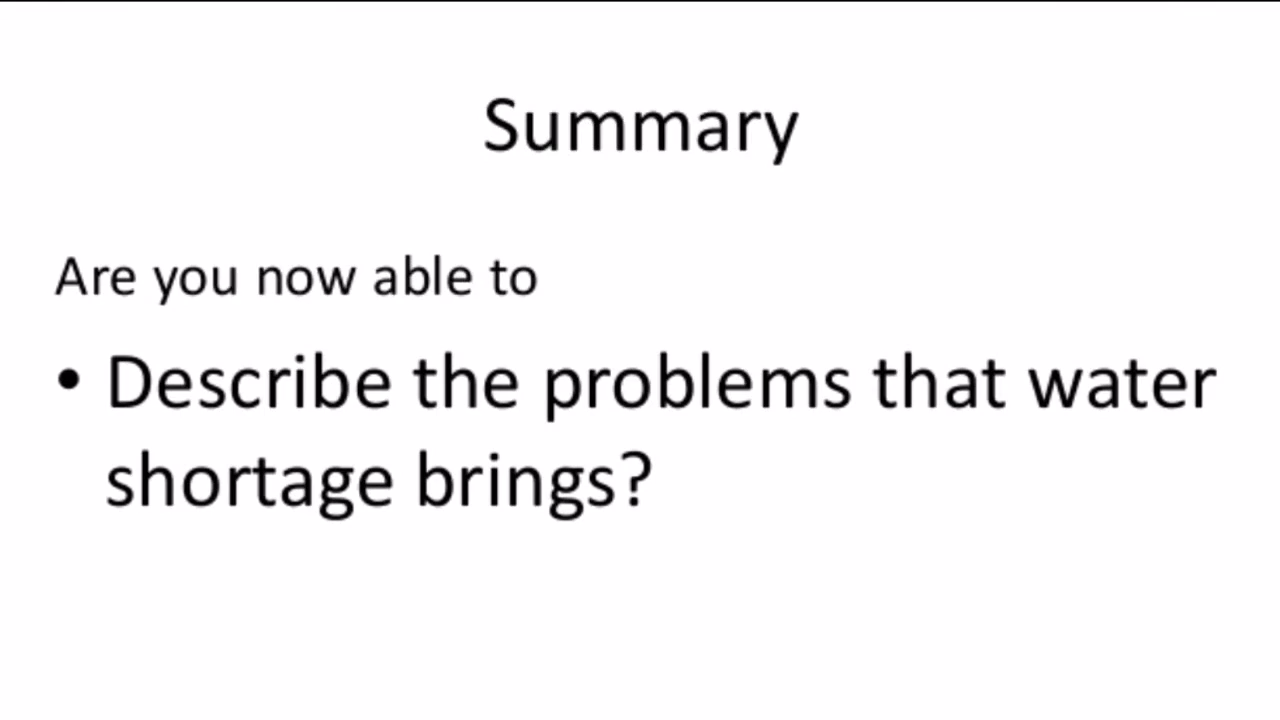 Summary
Are you now able to
• Describe the problems that water
shortage brings?